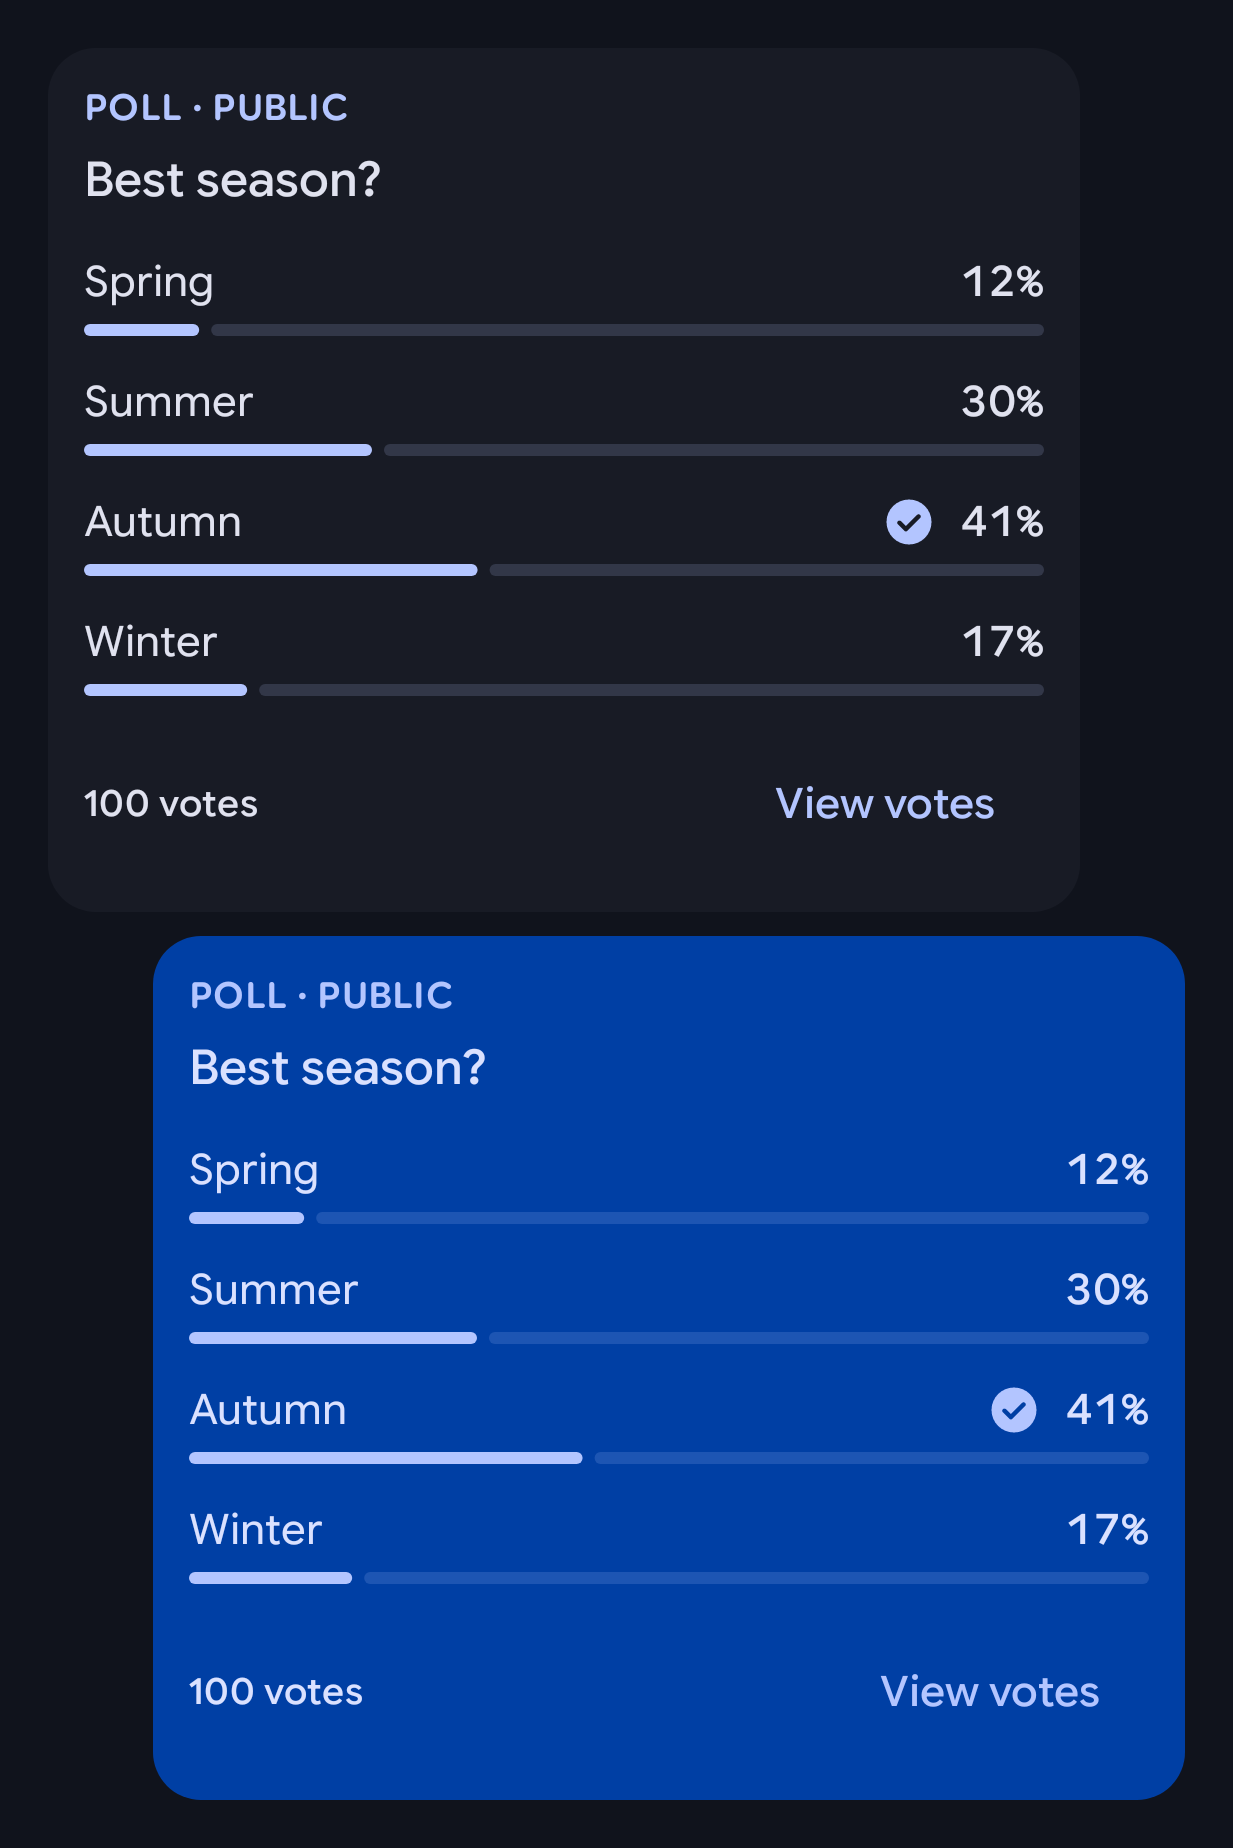 POLL · PUBLIC
Best season?
Spring 12%
Summer 30%
Autumn 41%
Winter 17%
100 votes View votes
POLL · PUBLIC
Best season?
Spring 12%
Summer 30%
Autumn 41%
Winter 17%
100 votes View votes